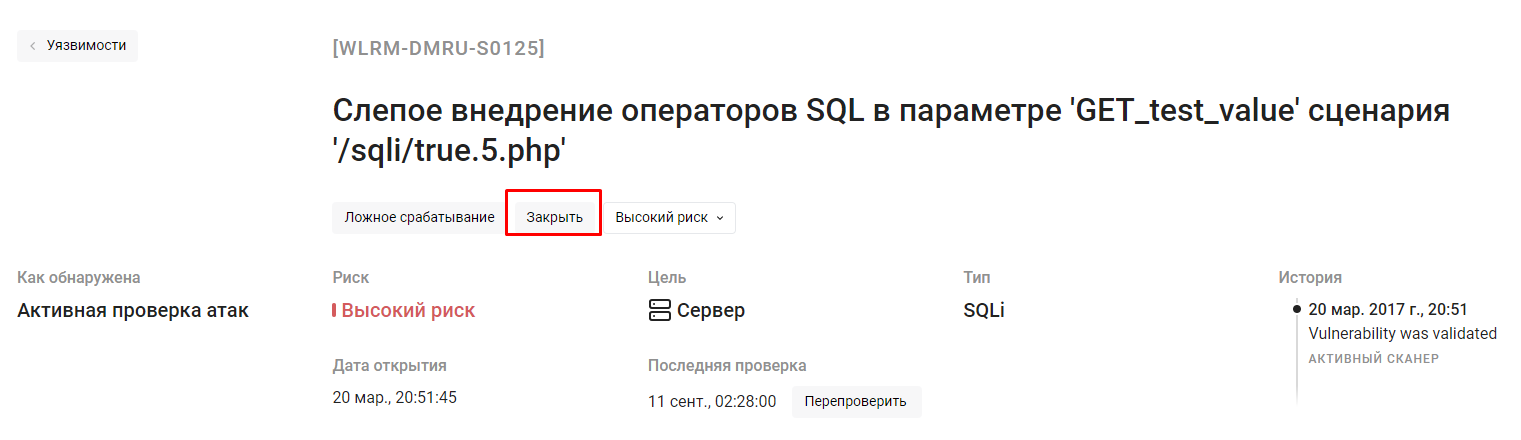 Уязвимости
[WLRM-DMRU-S0125]
Слепое внедрение операторов SQL в параметре 'GET_test_value' сценария
'/sqli/true.5.php'
Ложное срабатывание
Закрыть
Высокий риск
Как обнаружена
Активная проверка атак
Риск
Высокий риск
Цель
Сервер
Тип
SQLi
История
20 мар. 2017 г., 20:51
Vulnerability was validated
АКТИВНЫЙ СКАНЕР
Дата открытия
20 мар., 20:51:45
Последняя проверка
11 сент., 02:28:00
Перепроверить